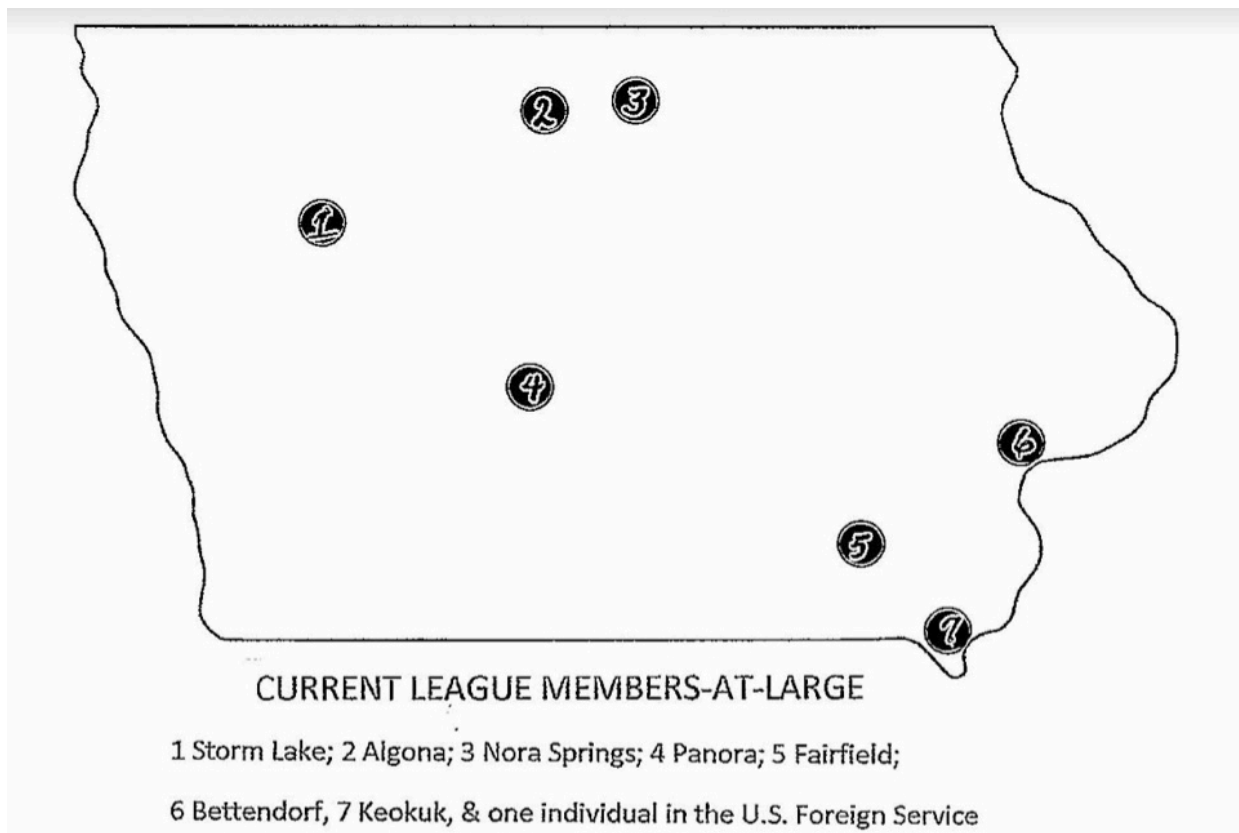 2
3
1
4
6
5
7
CURRENT LEAGUE MEMBERS-AT-LARGE
1 Storm Lake; 2 Algona; 3 Nora Springs; 4 Panora; 5 Fairfield;
6 Bettendorf, 7 Keokuk, & one individual in the U.S. Foreign Service